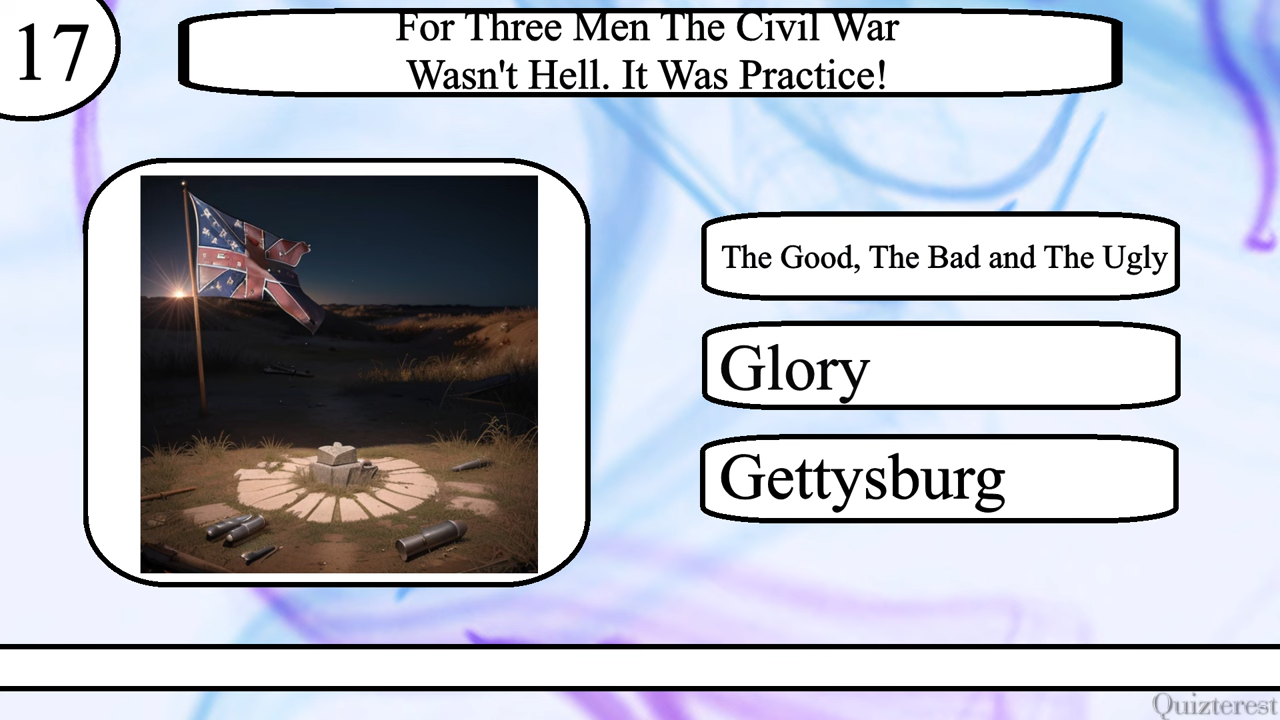 17
For Three Men The Civil War
Wasn't Hell. It Was Practice!
The Good, The Bad and The Ugly
Glory
Gettysburg
Quizterest